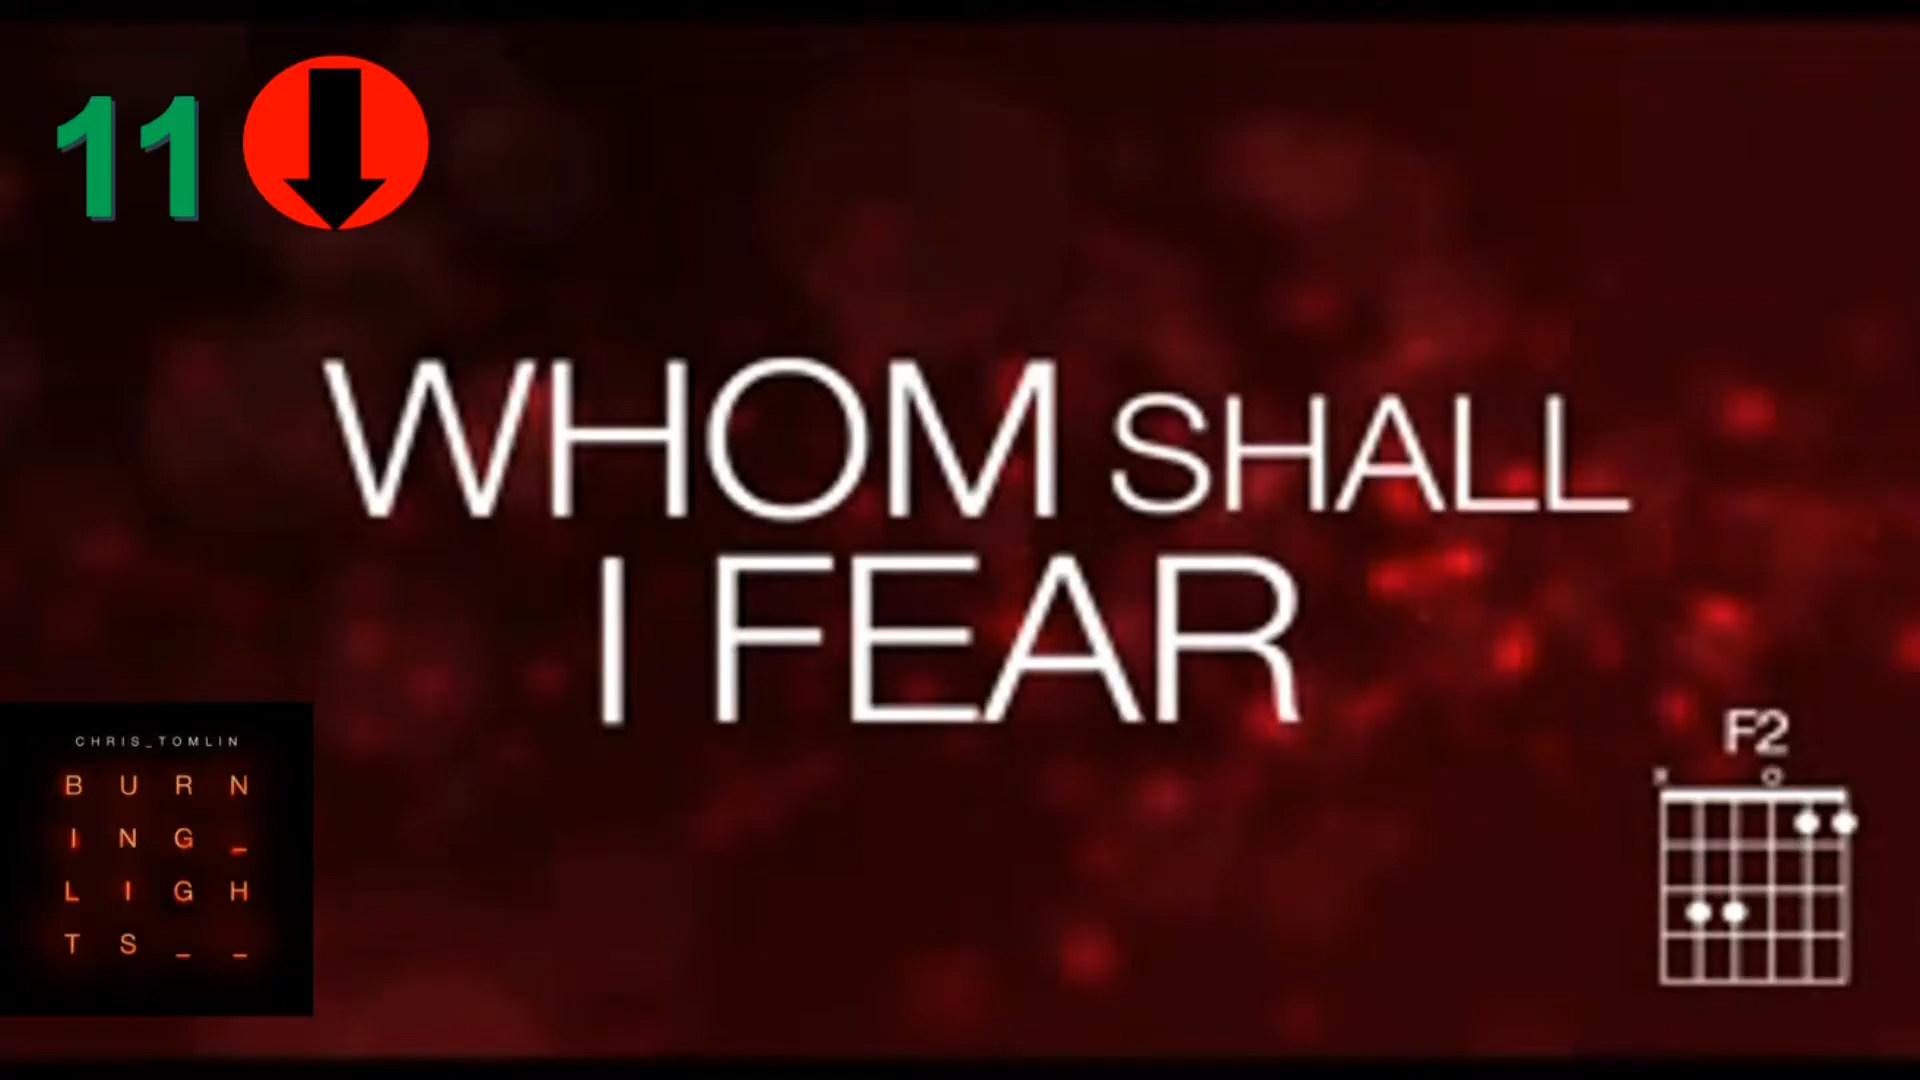 11
WHOM SHALL
I FEAR
CHRIS_TOMLIN
B U R N
I N G _
L I G H
T S _ _
F2
x o